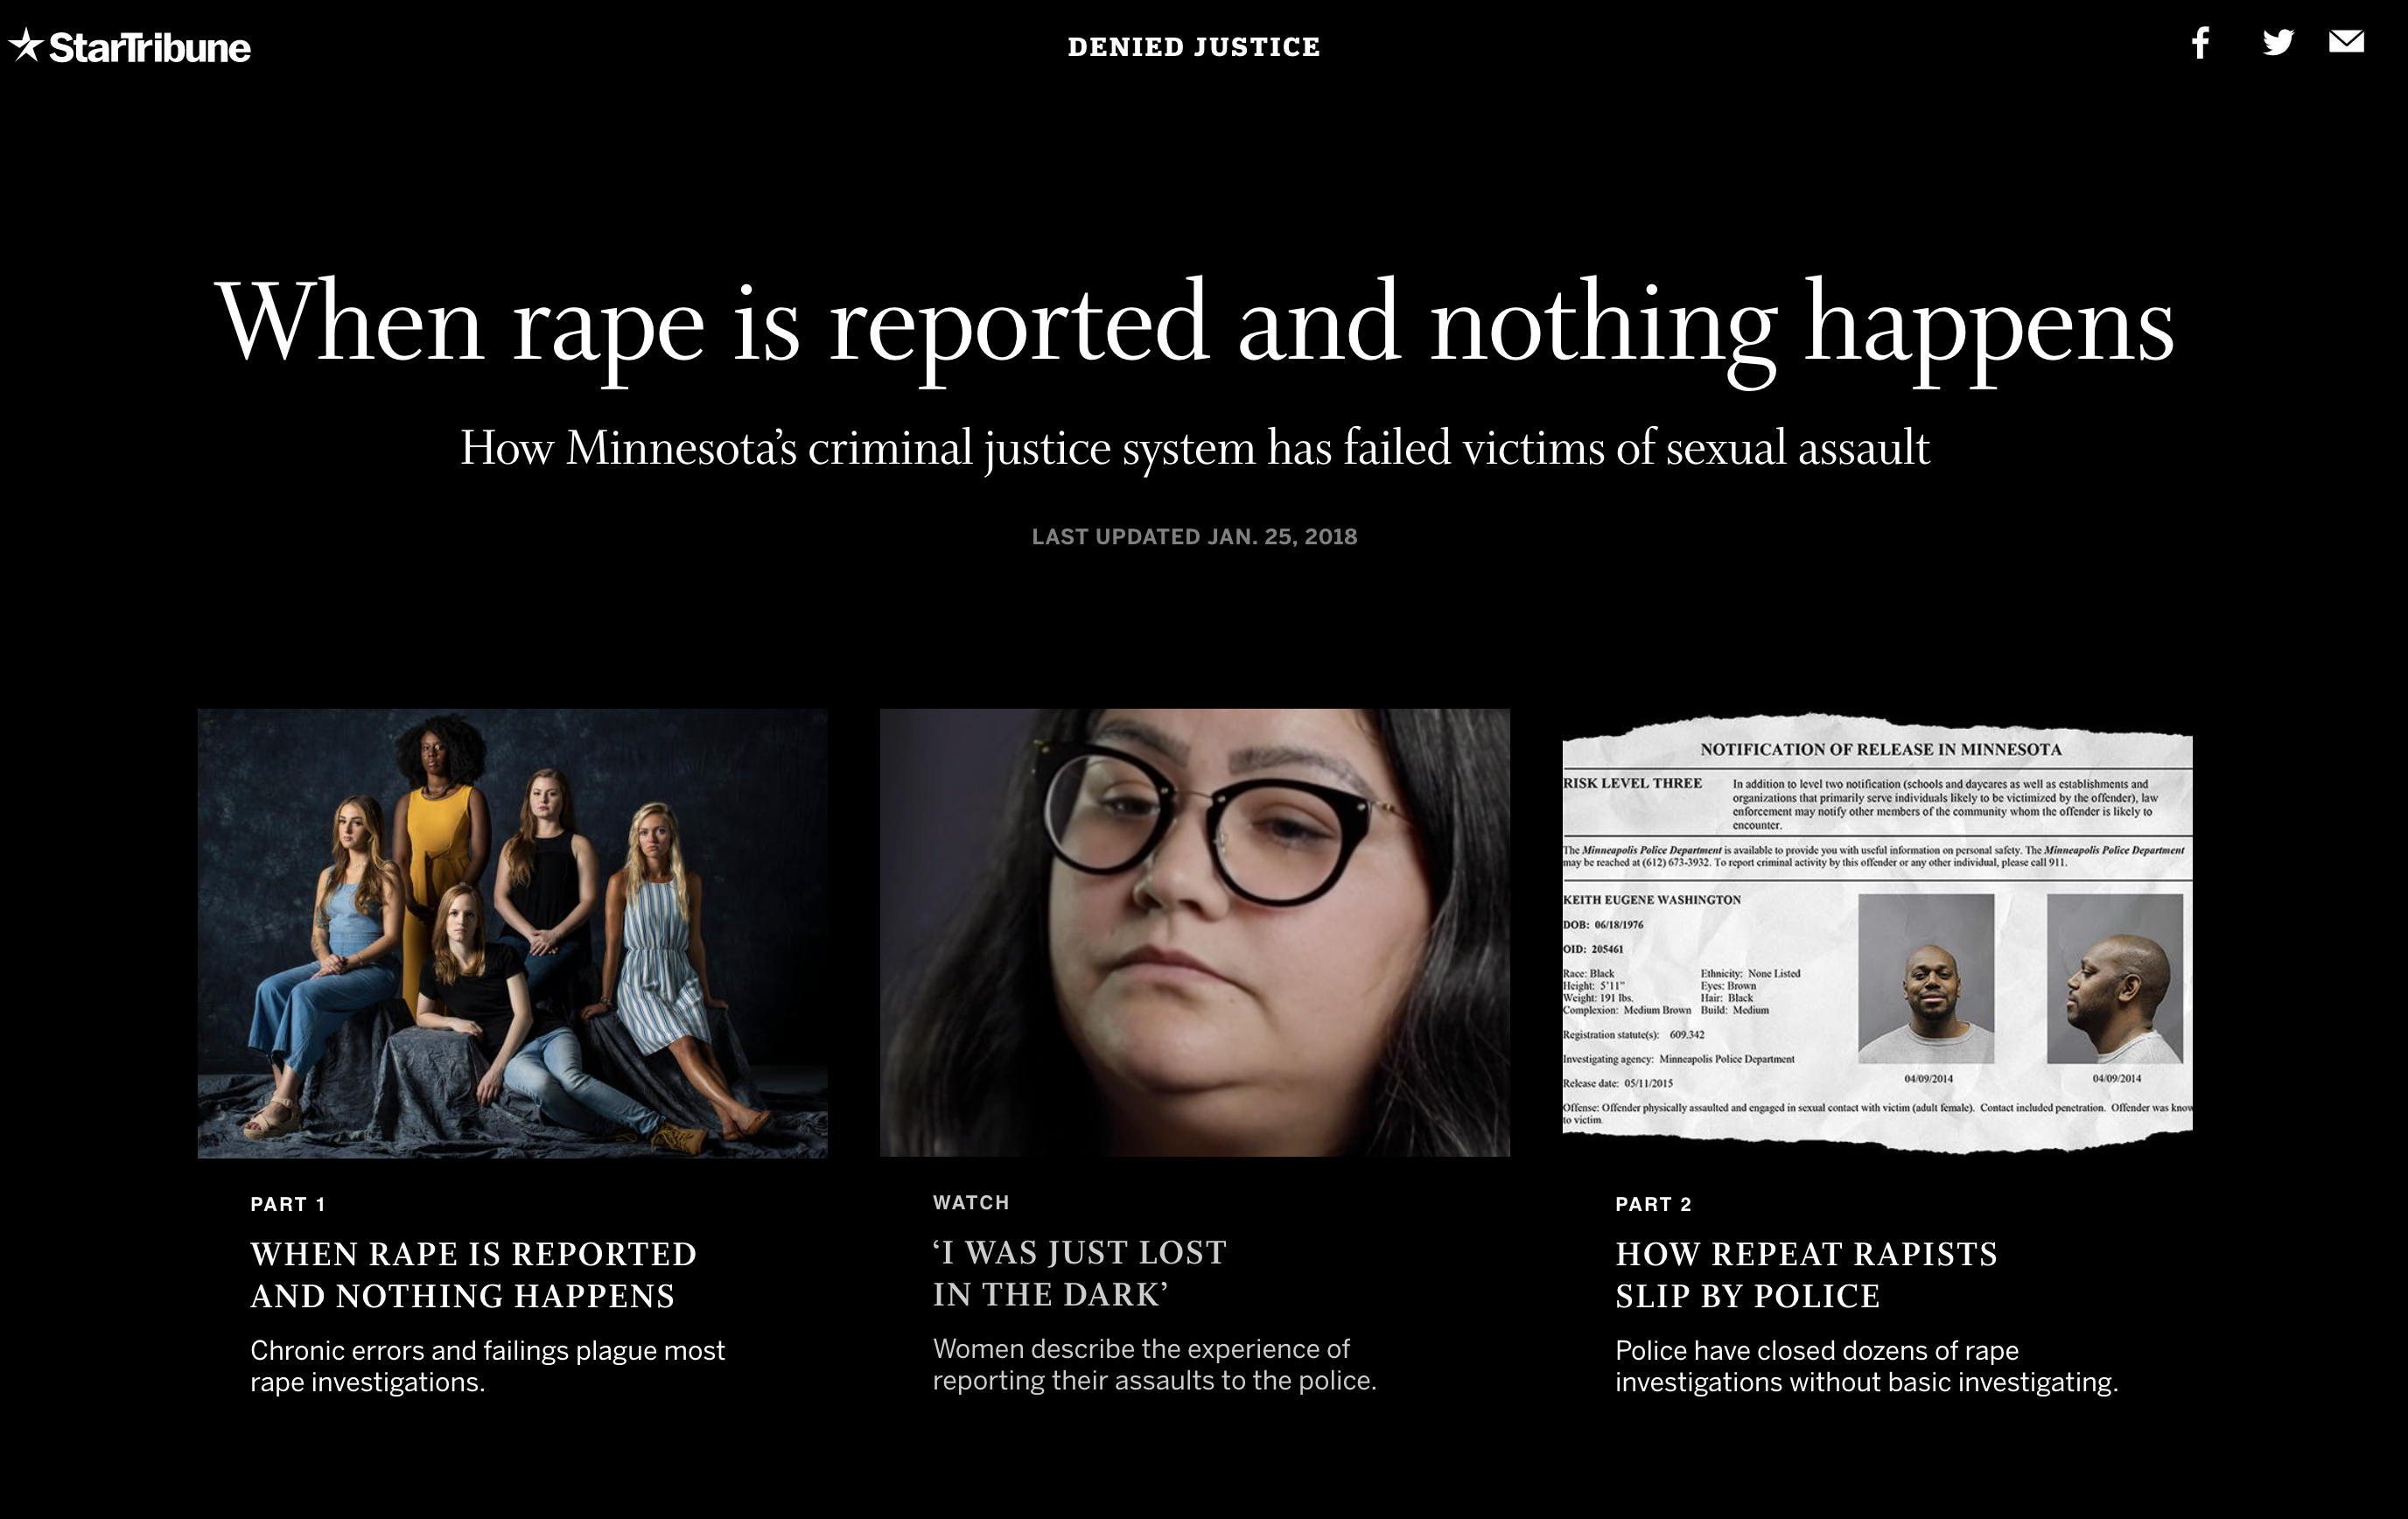 StarTribune
DENIED JUSTICE
When rape is reported and nothing happens
How Minnesota’s criminal justice system has failed victims of sexual assault
LAST UPDATED JAN. 25, 2018
PART 1
WHEN RAPE IS REPORTED
AND NOTHING HAPPENS
Chronic errors and failings plague most
rape investigations.
WATCH
‘I WAS JUST LOST
IN THE DARK’
Women describe the experience of
reporting their assaults to the police.
NOTIFICATION OF RELEASE IN MINNESOTA
RISK LEVEL THREE
In addition to level two notification (schools and daycares as well as establishments and
organizations that primarily serve individuals likely to be victimized by the offender), law
enforcement may notify other members of the community whom the offender is likely to
encounter.
The Minneapolis Police Department is available to provide you with useful information on personal safety. The Minneapolis Police Department
may be reached at (612) 673-3932. To report criminal activity by this offender or any other individual, please call 911.
KEITH EUGENE WASHINGTON
DOB: 06/18/1976
OID: 205461
Race: Black Ethnicity: None Listed
Height: 5'11" Eyes: Brown
Weight: 191 lbs. Hair: Black
Complexion: Medium Brown Build: Medium
Registration statute(s): 609.342
Investigating agency: Minneapolis Police Department
Release date: 05/11/2015
04/09/2014
04/09/2014
Offense: Offender physically assaulted and engaged in sexual contact with victim (adult female). Contact included penetration. Offender was know
to victim.
PART 2
HOW REPEAT RAPISTS
SLIP BY POLICE
Police have closed dozens of rape
investigations without basic investigating.